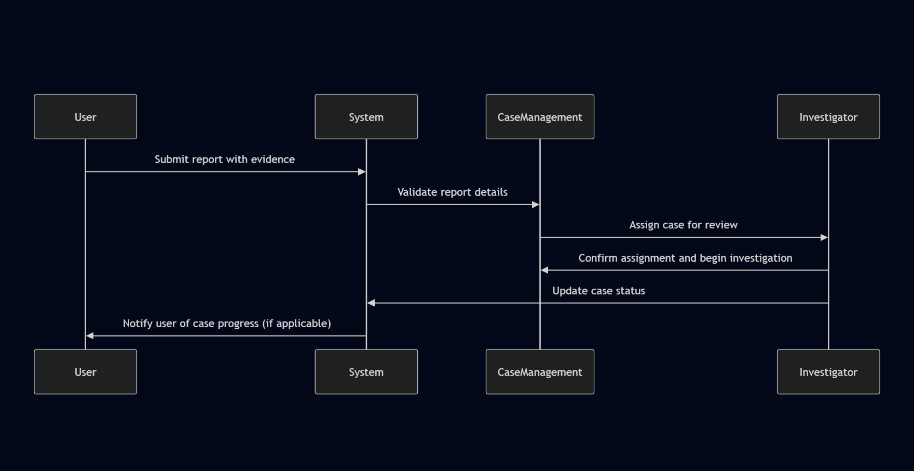 User
System
CaseManagement
Investigator
Submit report with evidence
Validate report details
Assign case for review
Confirm assignment and begin investigation
Update case status
Notify user of case progress (if applicable)
User
System
CaseManagement
Investigator